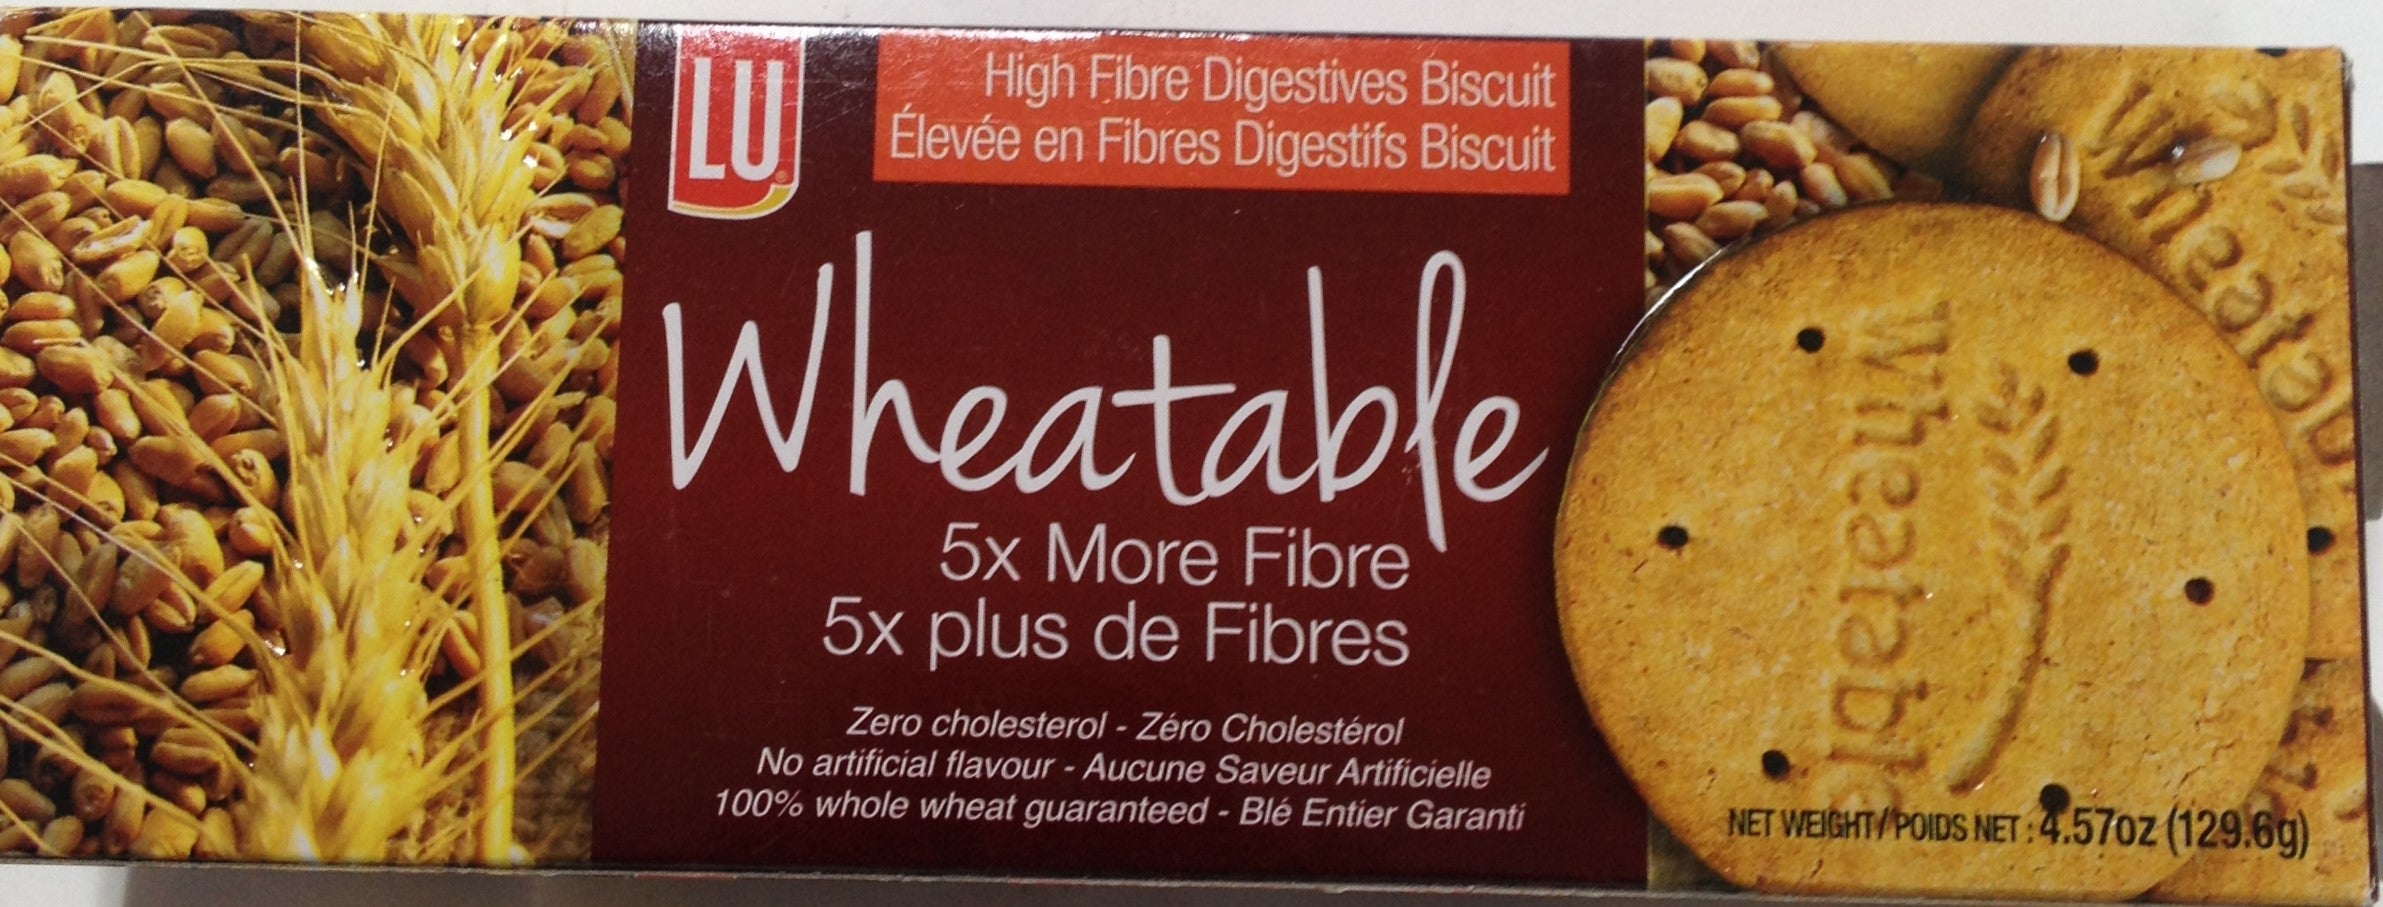 LU
High Fibre Digestives Biscuit
Élevée en Fibres Digestifs Biscuit
Wheatable
5x More Fibre
5x plus de Fibres
Zero cholesterol - Zéro Cholestérol
No artificial flavour - Aucune Saveur Artificielle
100% whole wheat guaranteed - Blé Entier Garanti
Wheatable
Wheatab
NET WEIGHT/POIDS NET : 4.57oz (129.6g)